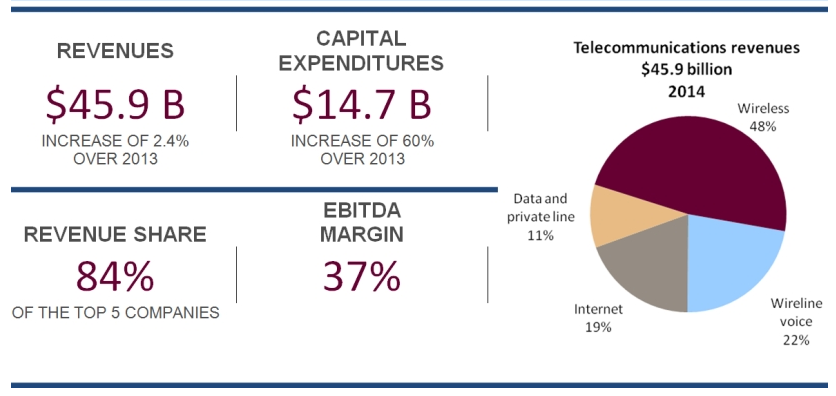 REVENUES
$45.9 B
INCREASE OF 2.4%
OVER 2013
CAPITAL
EXPENDITURES
$14.7 B
INCREASE OF 60%
OVER 2013
REVENUE SHARE
84%
OF THE TOP 5 COMPANIES
EBITDA
MARGIN
37%
Telecommunications revenues
$45.9 billion
2014
Wireless
48%
Data and
private line
11%
Internet
19%
Wireline
voice
22%